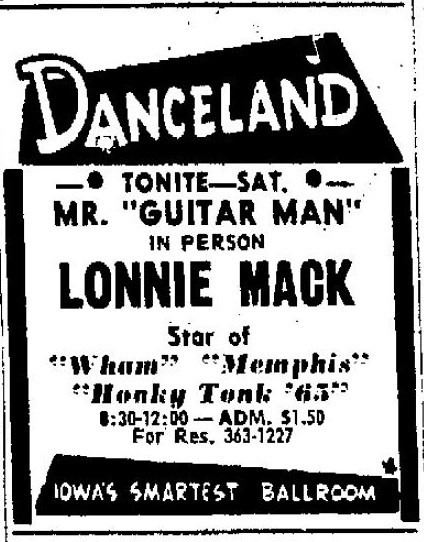 DANCELAND
TONITE—SAT.
MR. "GUITAR MAN"
IN PERSON
LONNIE MACK
Star of
"Wham" "Memphis"
"Honky Tonk '65"
8:30-12:00 — ADM. $1.50
For Res. 363-1227
IOWA'S SMARTEST BALLROOM